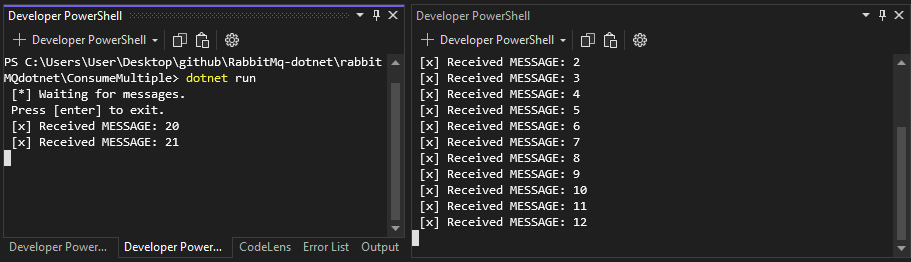 Developer PowerShell
Developer PowerShell
PS C:\Users\User\Desktop\github\RabbitMq-dotnet\rabbit
MQdotnet\ConsumeMultiple> dotnet run
[*] Waiting for messages.
Press [enter] to exit.
[x] Received MESSAGE: 20
[x] Received MESSAGE: 21
Developer Power...
Developer Power...
CodeLens
Error List
Output
Developer PowerShell
Developer PowerShell
[x] Received MESSAGE: 2
[x] Received MESSAGE: 3
[x] Received MESSAGE: 4
[x] Received MESSAGE: 5
[x] Received MESSAGE: 6
[x] Received MESSAGE: 7
[x] Received MESSAGE: 8
[x] Received MESSAGE: 9
[x] Received MESSAGE: 10
[x] Received MESSAGE: 11
[x] Received MESSAGE: 12